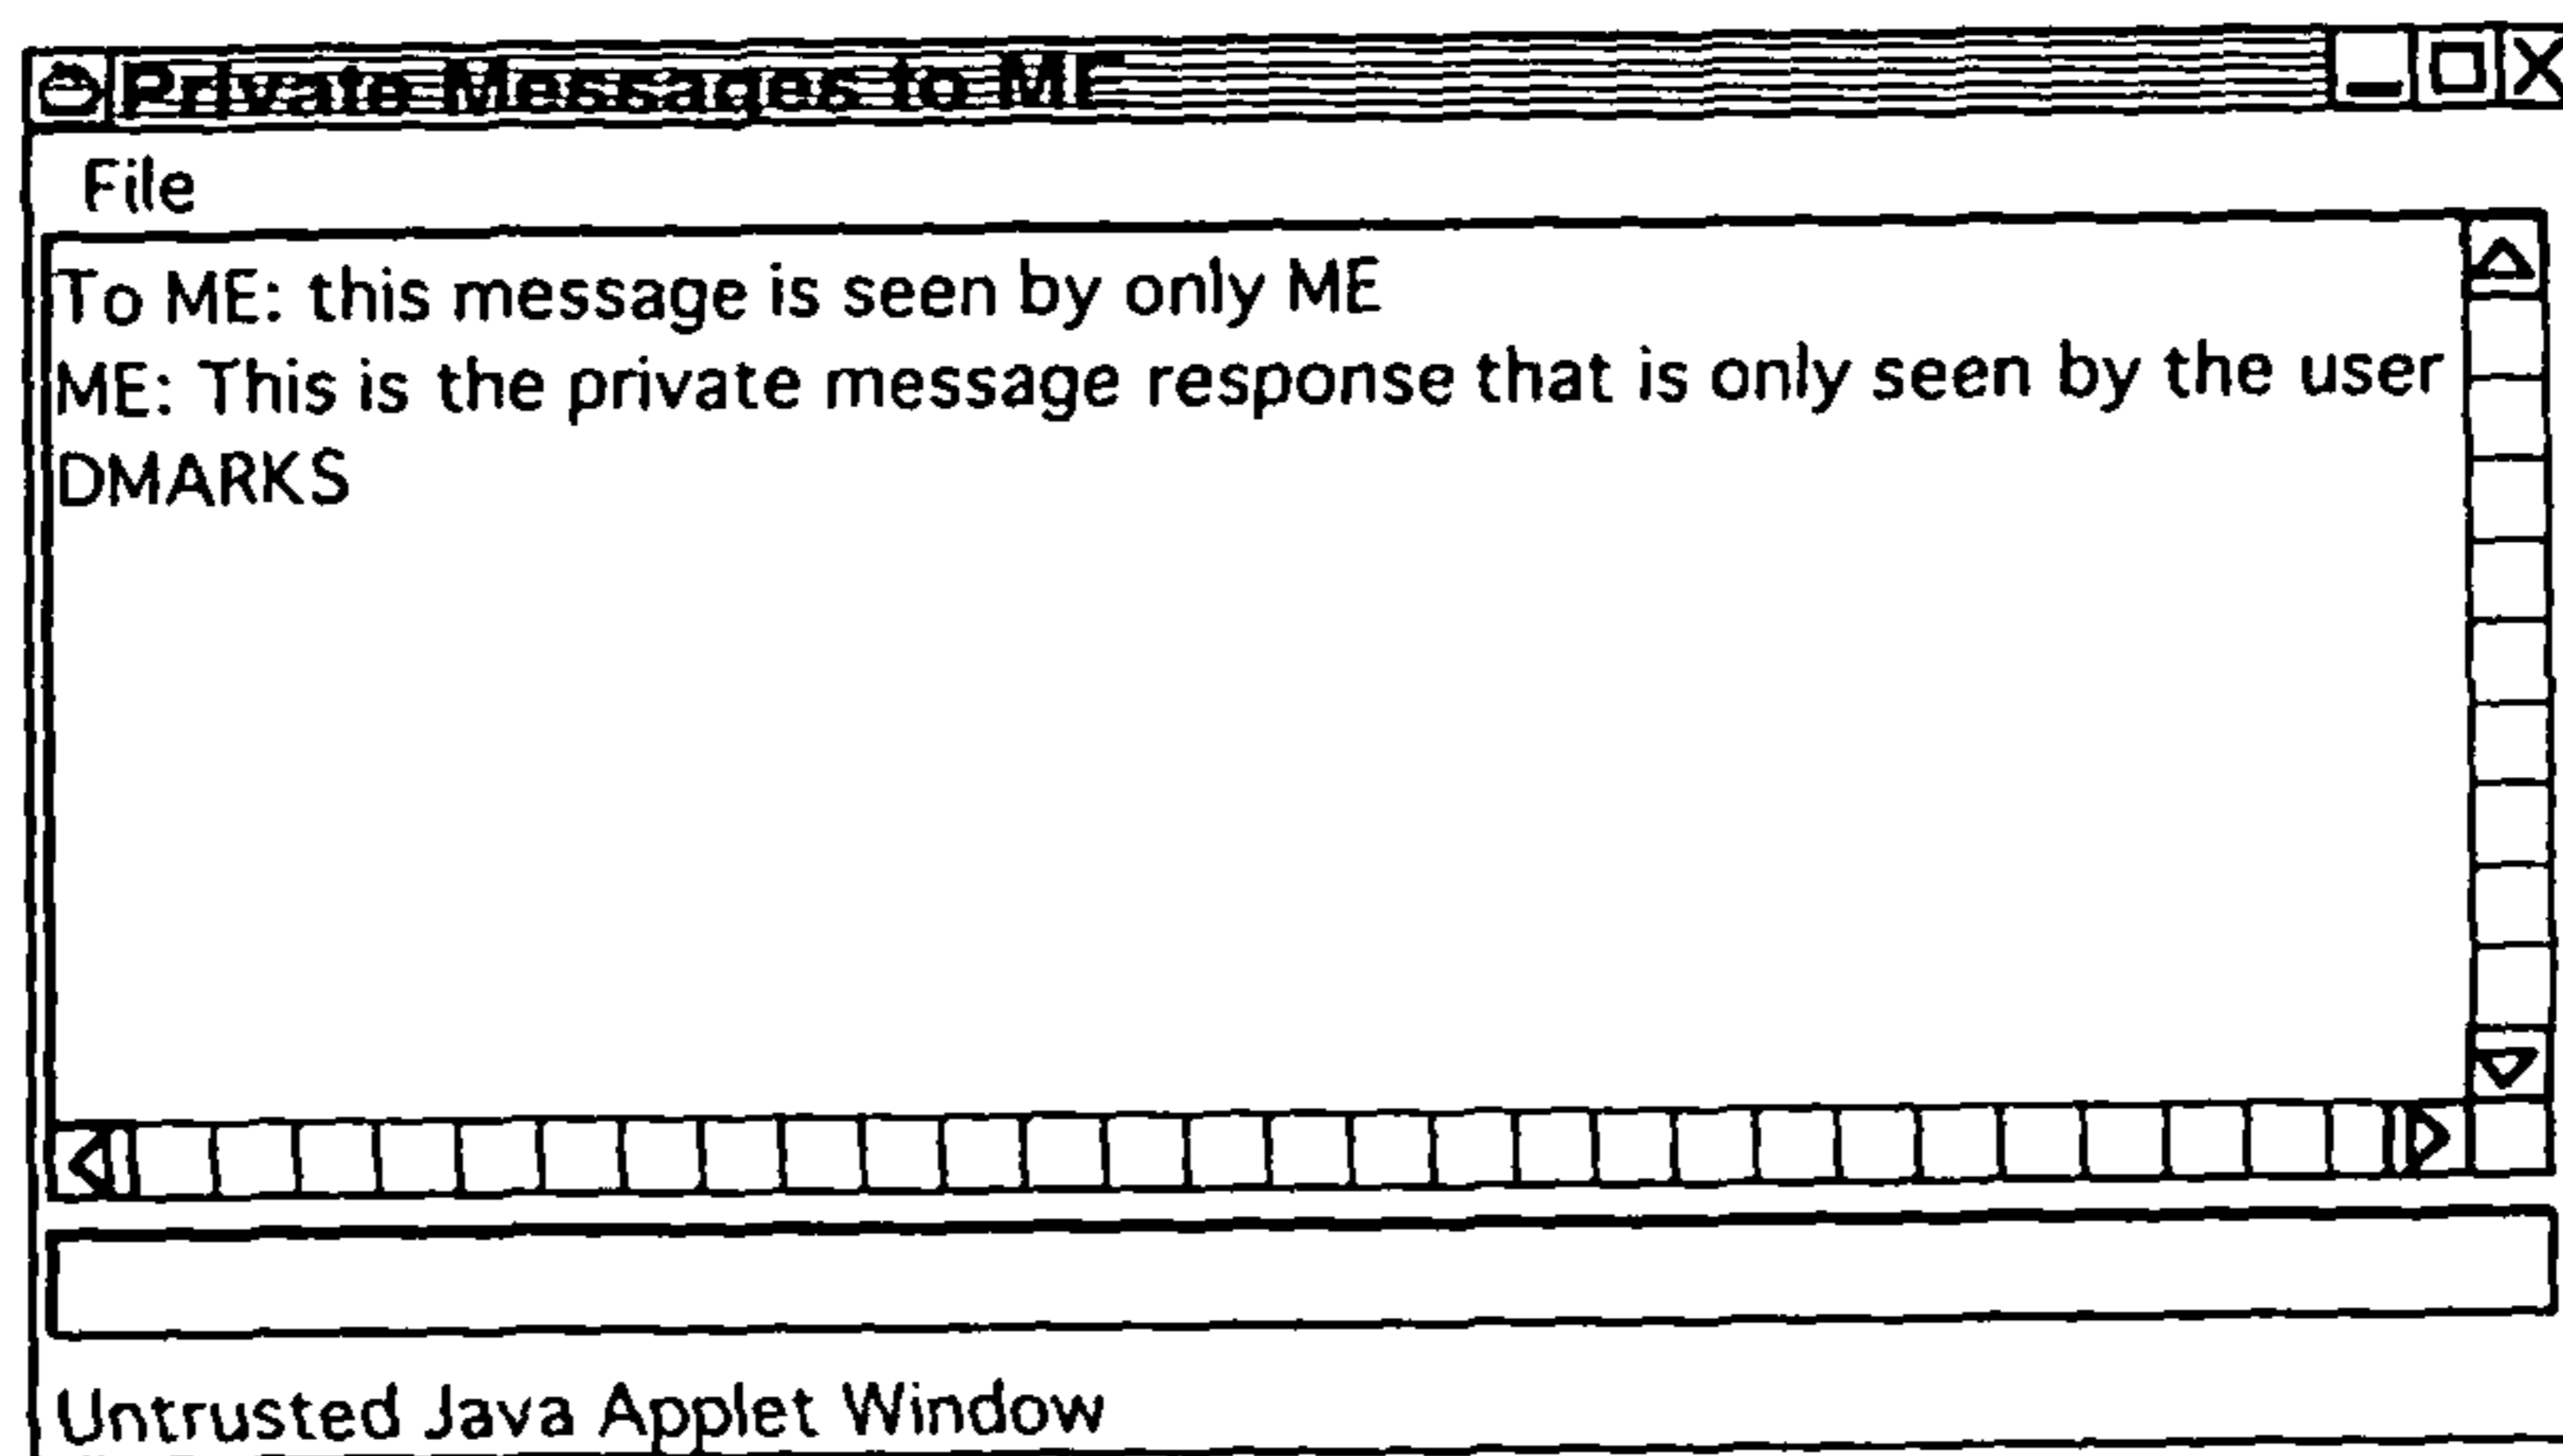 Private Messages to ME
File
To ME: this message is seen by only ME
ME: This is the private message response that is only seen by the user
DMARKS
Untrusted Java Applet Window